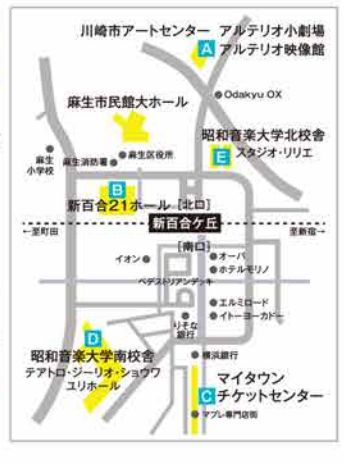 川崎市アートセンター アルテリオ小劇場
A アルテリオ映像館
Odakyu OX
麻生市民館大ホール
昭和音楽大学北校舎
E スタジオ・リリエ
麻生小学校
麻生消防署
麻生区役所
B
新百合21ホール
[北口]
←至町田
新百合ケ丘
至新宿→
[南口]
イオン
オーパ
ホテルモリノ
ペデストリアンデッキ
エルミロード
イトーヨーカドー
りそな
銀行
D
昭和音楽大学南校舎
テアトロ・ジーリオ・ショウワ
ユリホール
横浜銀行
マイタウン
C チケットセンター
マプレ専門店街